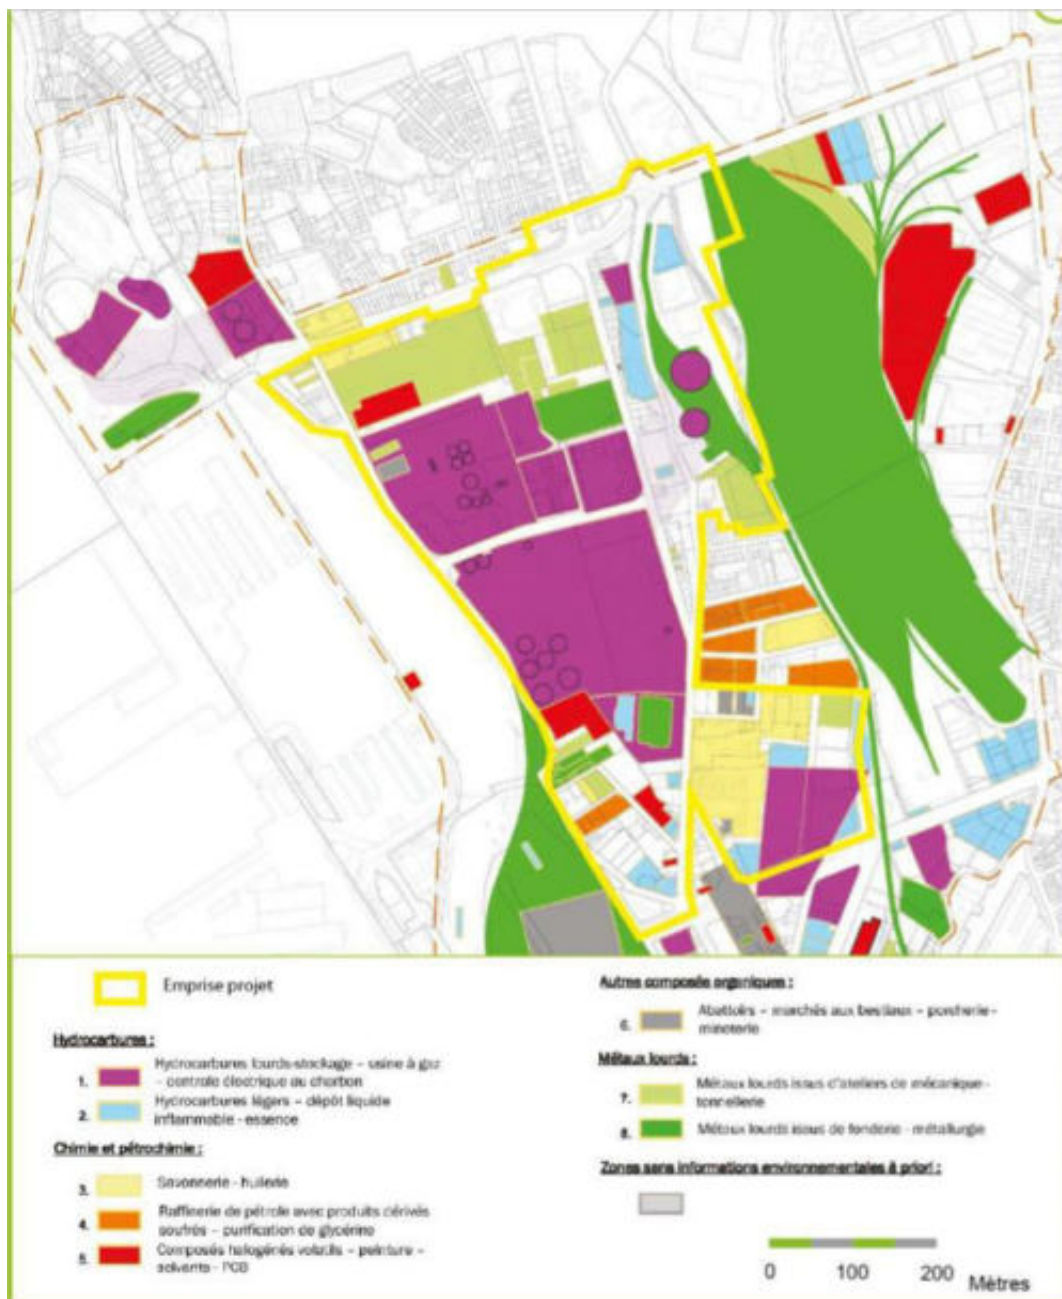 Emprise projet
Hydrocarbures :
1. Hydrocarbures lourds-stockage – usine à gaz
– centrale électrique au charbon
2. Hydrocarbures légers – dépôt liquide
inflammable - essence
Chimie et pétrochimie :
3. Savonnerie - huilerie
4. Raffinerie de pétrole avec produits dérivés
soufrés – purification de glycérine
5. Composés halogénés volatils – peinture –
solvants - PCB
Autres composés organiques :
6. Abattoirs – marchés aux bestiaux – porcherie-
minoterie
Métaux lourds :
7. Métaux lourds issus d'ateliers de mécanique-
tonnellerie
8. Métaux lourds issus de fonderie - métallurgie
Zones sans informations environnementales à priori :
0 100 200 Mètres